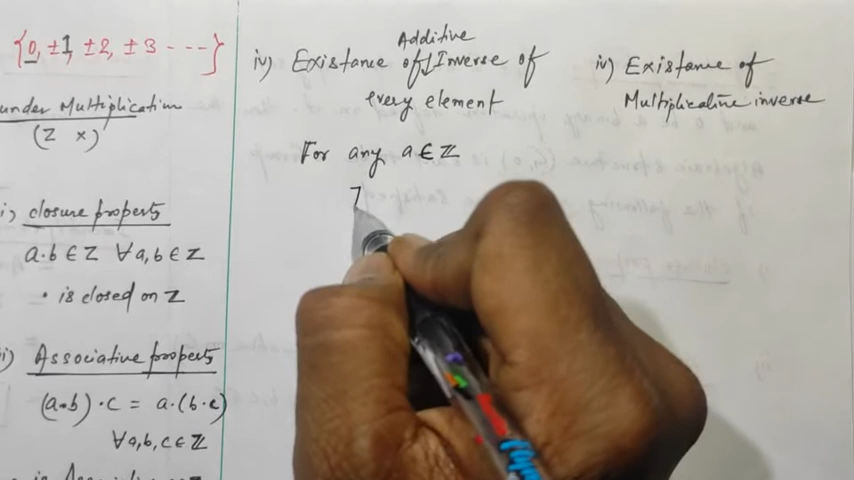 {0, ±1, ±2, ±3 ----}
under Multiplication
(Z ×)
i) closure property
a.b ∈ Z ∀a,b ∈ Z
· is closed on Z
i) Associative property
(a·b)·c = a·(b·c)
∀a,b,c ∈ Z
is
iv) Existance of Additive Inverse of
every element
For any a ∈ Z
iv) Existance of
Multiplicative inverse